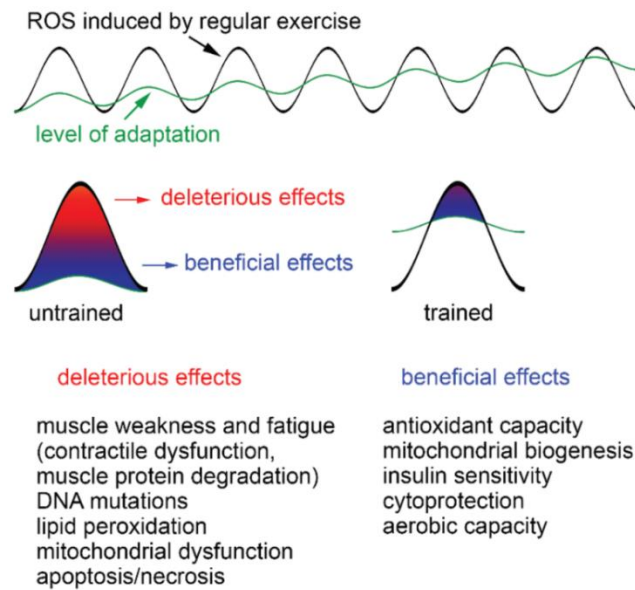 ROS induced by regular exercise
level of adaptation
deleterious effects
beneficial effects
untrained
trained
deleterious effects
muscle weakness and fatigue
(contractile dysfunction,
muscle protein degradation)
DNA mutations
lipid peroxidation
mitochondrial dysfunction
apoptosis/necrosis
beneficial effects
antioxidant capacity
mitochondrial biogenesis
insulin sensitivity
cytoprotection
aerobic capacity